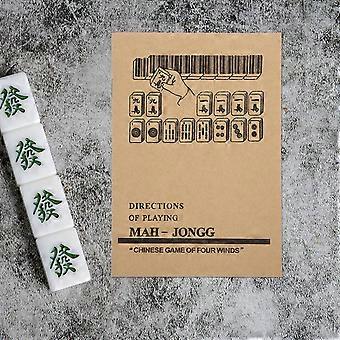 發
發
發
發
DIRECTIONS
OF PLAYING
MAH - JONGG
"CHINESE GAME OF FOUR WINDS"